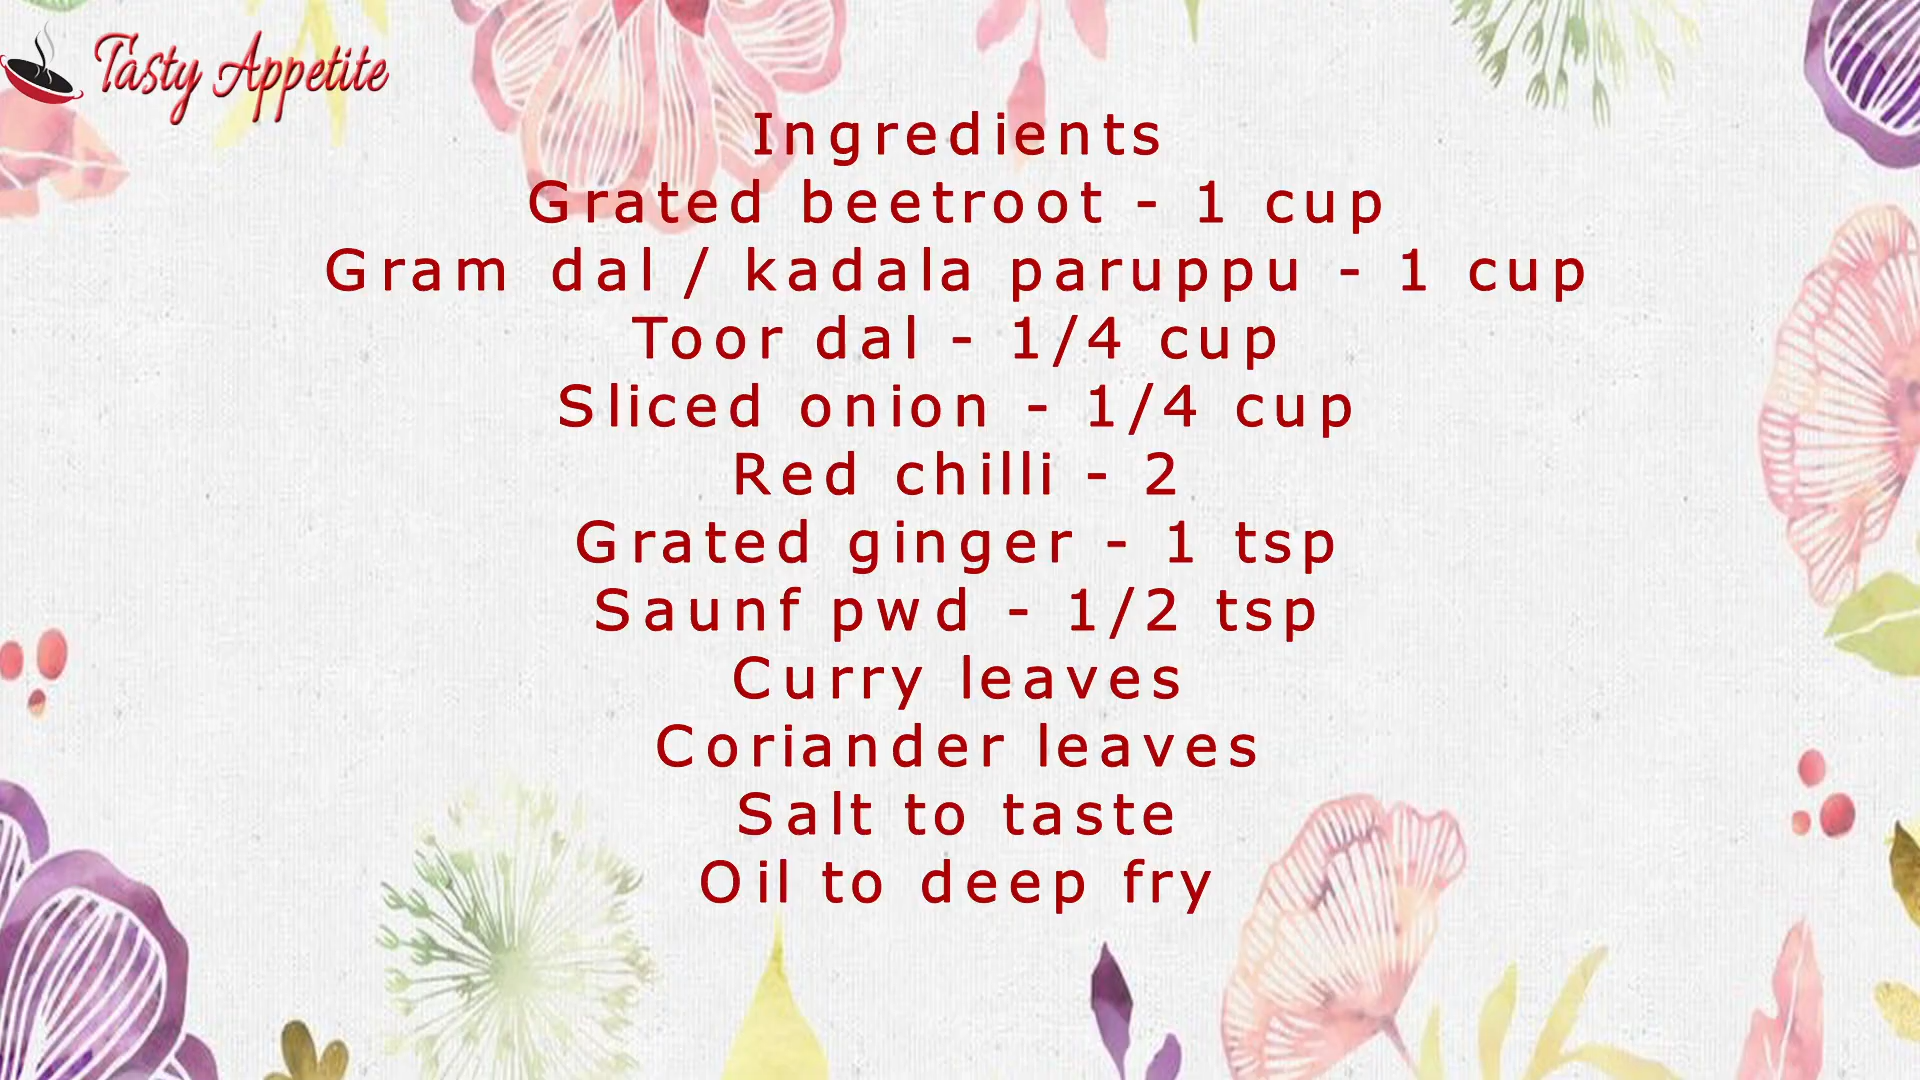 Tasty Appetite
Ingredients
Grated beetroot - 1 cup
Gram dal / kadala paruppu - 1 cup
Toor dal - 1/4 cup
Sliced onion - 1/4 cup
Red chilli - 2
Grated ginger - 1 tsp
Saunf pwd - 1/2 tsp
Curry leaves
Coriander leaves
Salt to taste
Oil to deep fry